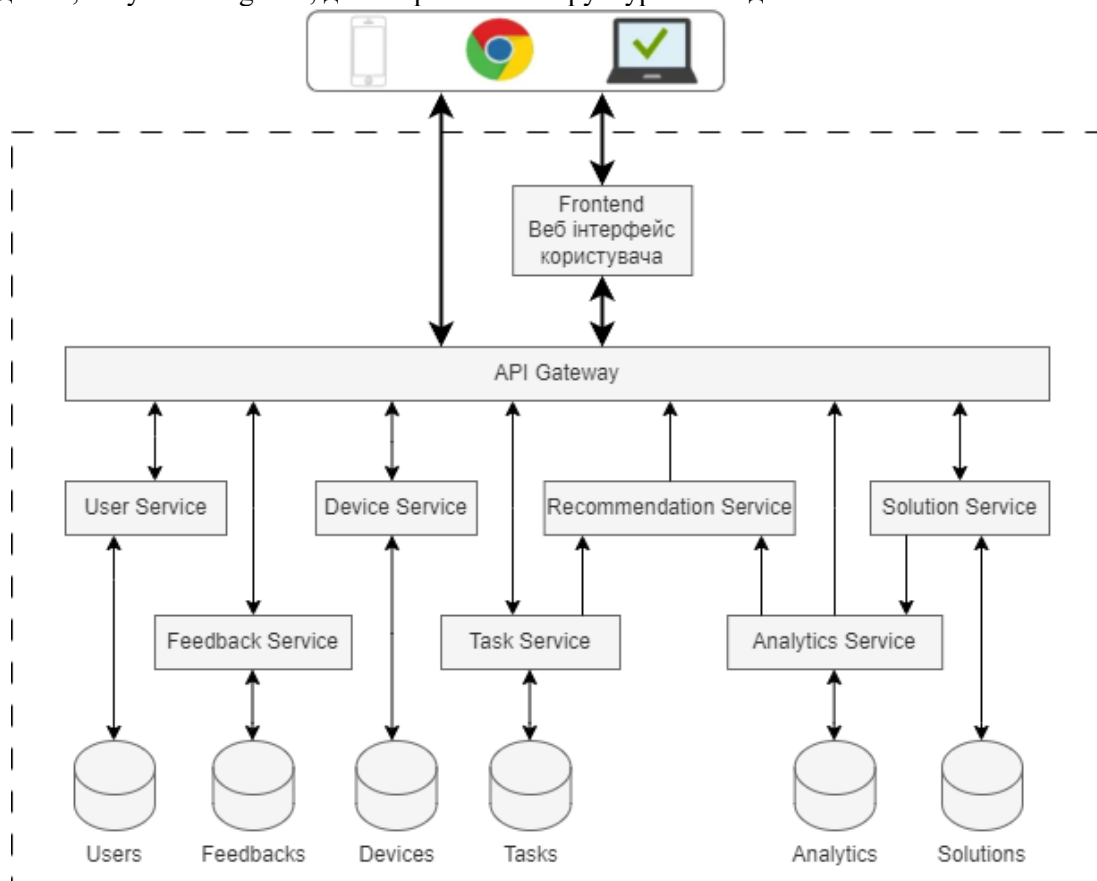 Frontend
Веб інтерфейс
користувача
API Gateway
User Service
Device Service
Recommendation Service
Solution Service
Feedback Service
Task Service
Analytics Service
Users
Feedbacks
Devices
Tasks
Analytics
Solutions